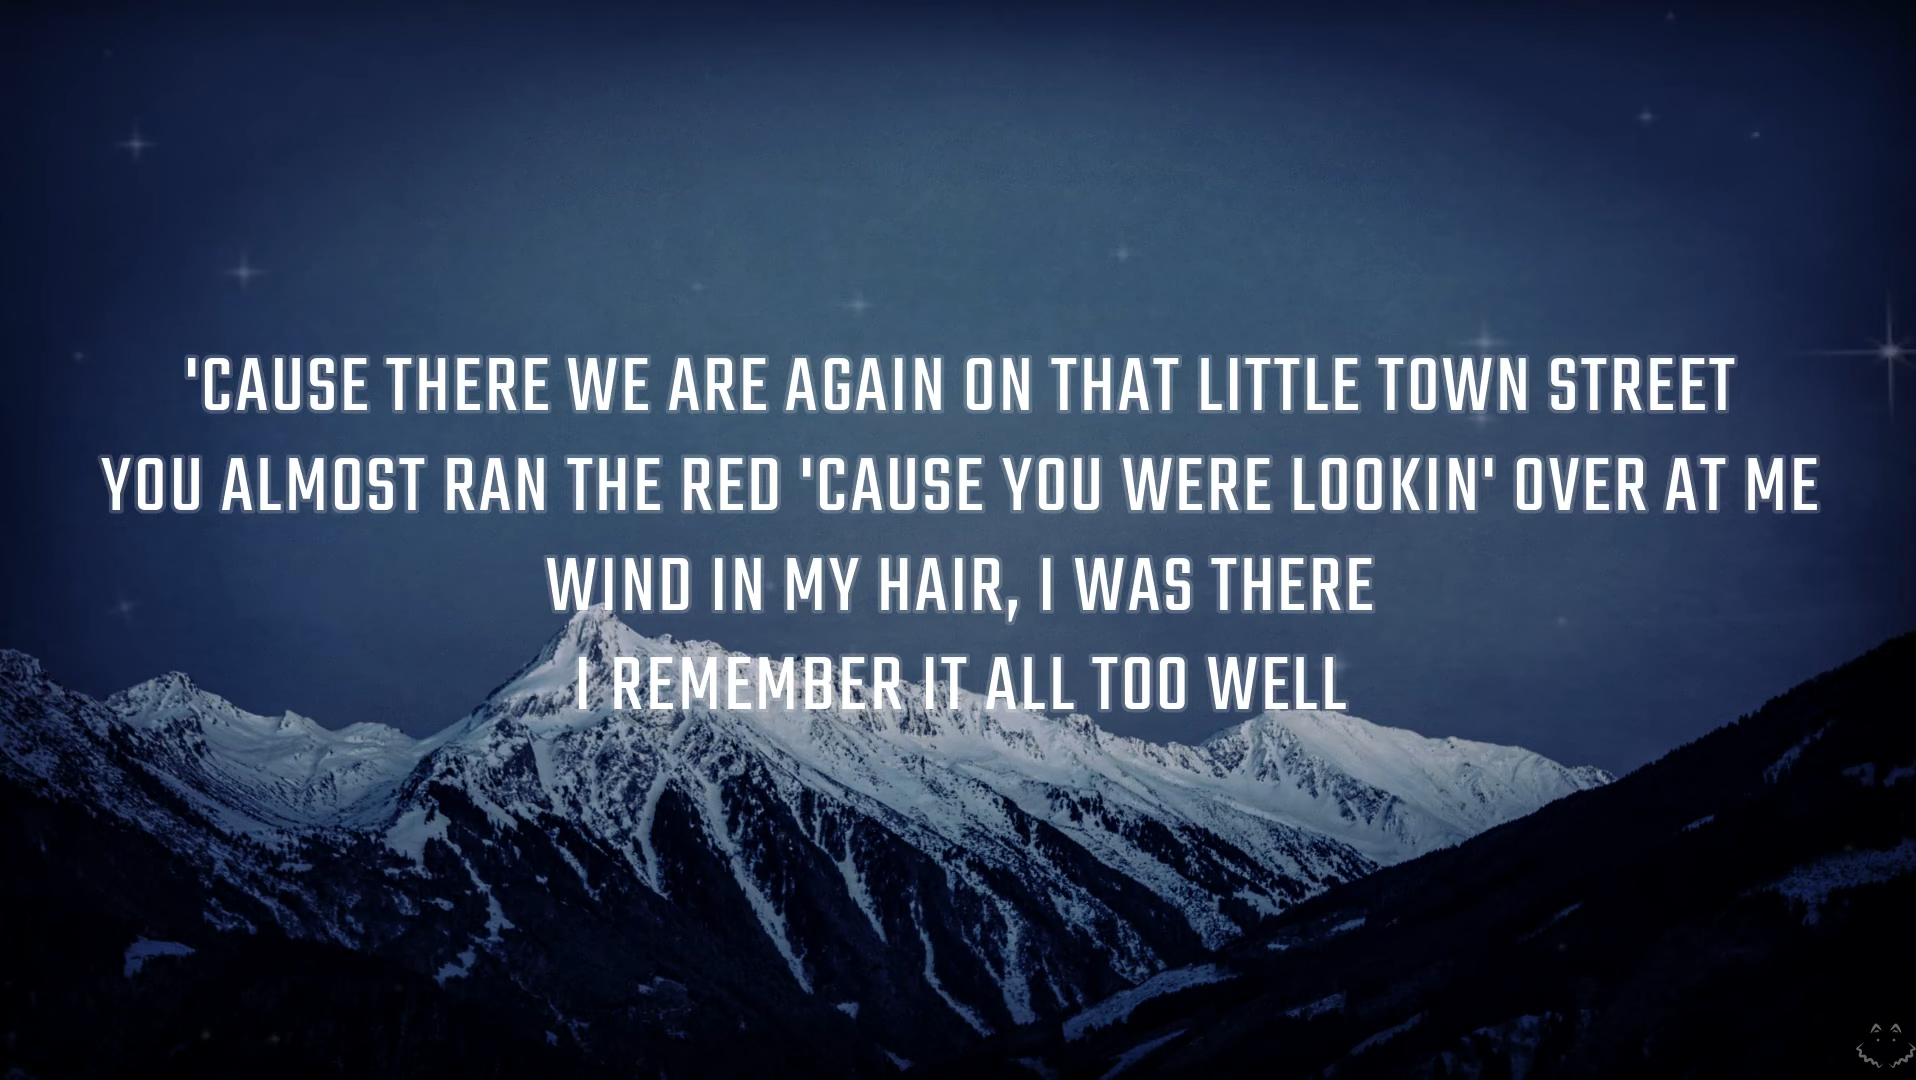 'CAUSE THERE WE ARE AGAIN ON THAT LITTLE TOWN STREET
YOU ALMOST RAN THE RED 'CAUSE YOU WERE LOOKIN' OVER AT ME
WIND IN MY HAIR, I WAS THERE
I REMEMBER IT ALL TOO WELL